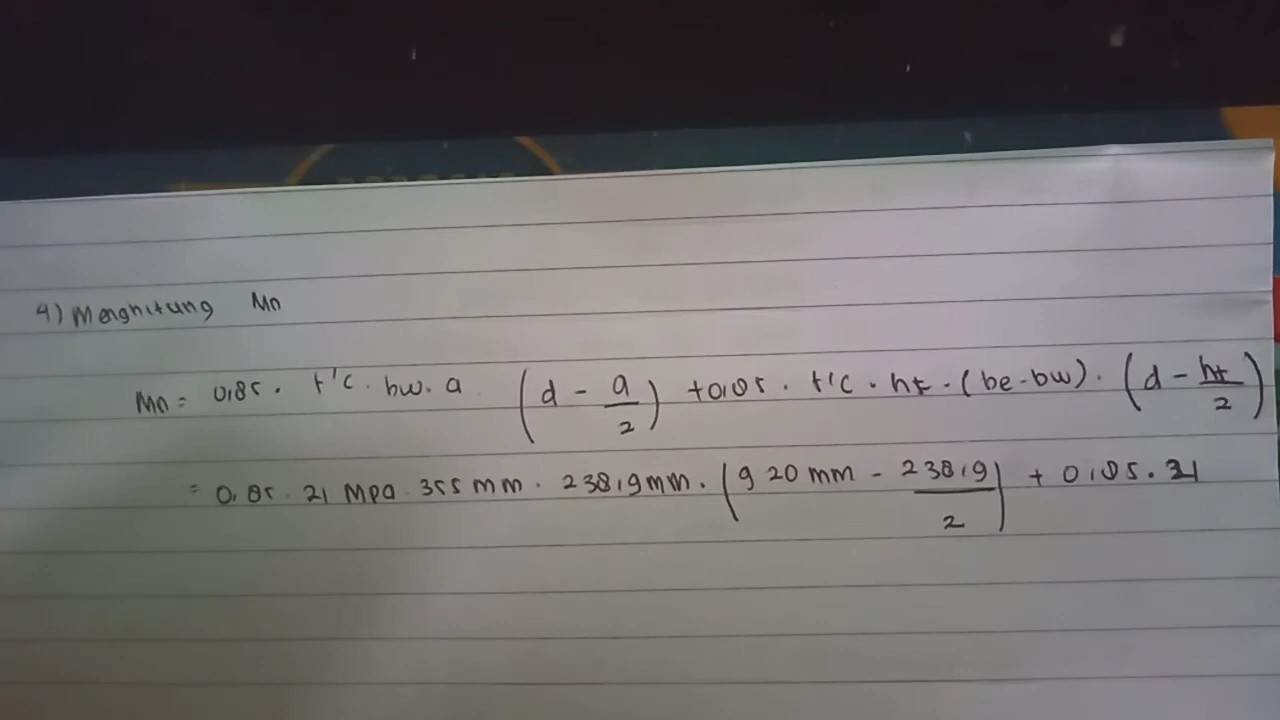 4) Menghitung Mn
Mn = 0,85 . f'c . bw . a . (d - a/2) + 0,85 . f'c . hf . (be - bw) . (d - hf/2)
= 0,85 . 21 Mpa . 355 mm . 238,9 mm . (920 mm - 238,9/2) + 0,85 . 21